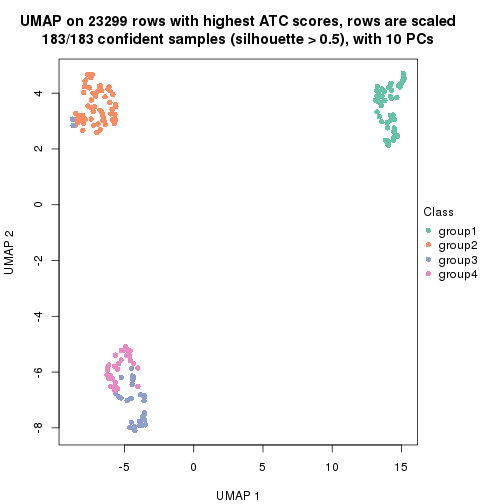 UMAP on 23299 rows with highest ATC scores, rows are scaled
183/183 confident samples (silhouette > 0.5), with 10 PCs
4
2
0
-2
-4
-6
-8
UMAP 2
-5
0
5
10
15
UMAP 1
Class
group1
group2
group3
group4